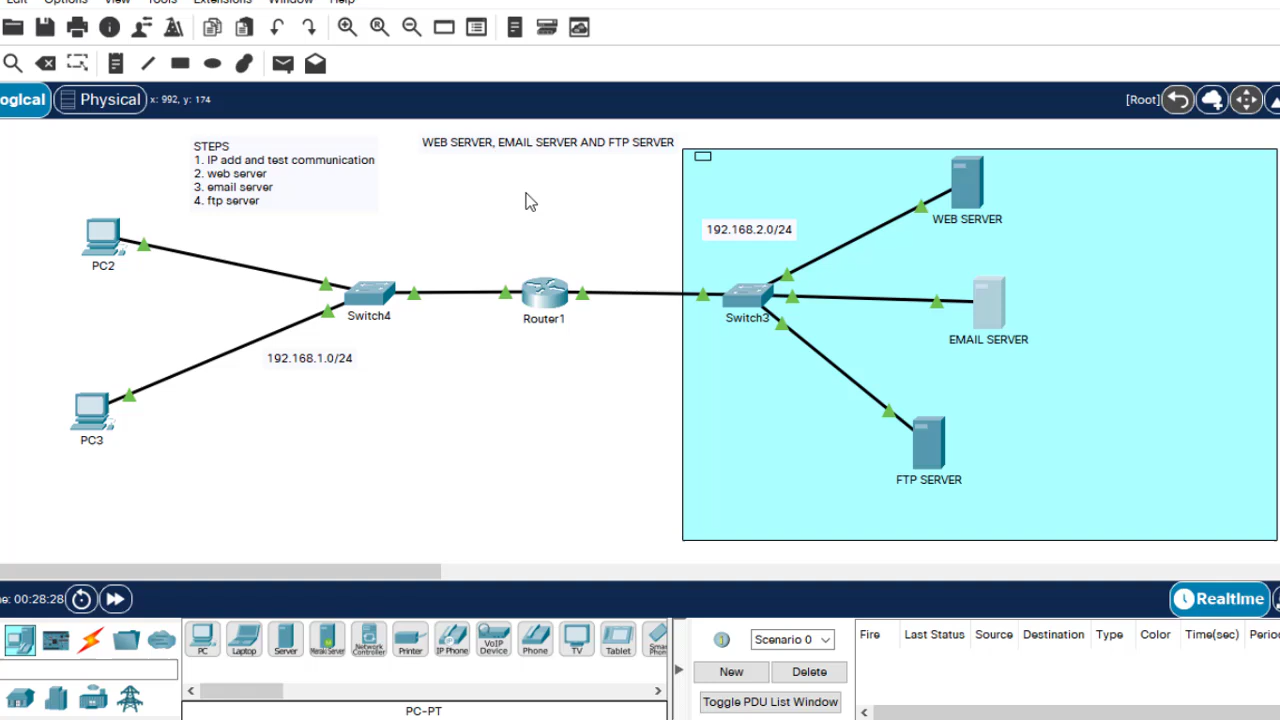 Edit Options View Tools Extensions Window Help
ogical Physical x: 992, y: 174 [Root]
STEPS
1. IP add and test communication
2. web server
3. email server
4. ftp server
WEB SERVER, EMAIL SERVER AND FTP SERVER
WEB SERVER
192.168.2.0/24
PC2
Switch4
Router1
Switch3
EMAIL SERVER
192.168.1.0/24
PC3
FTP SERVER
e: 00:28:28 Realtime
PC Laptop Server Meraki Server Network Controller Printer IP Phone VoIP Device Phone TV Tablet Smart Phone
Scenario 0
Fire Last Status Source Destination Type Color Time(sec) Period
New Delete
Toggle PDU List Window
PC-PT